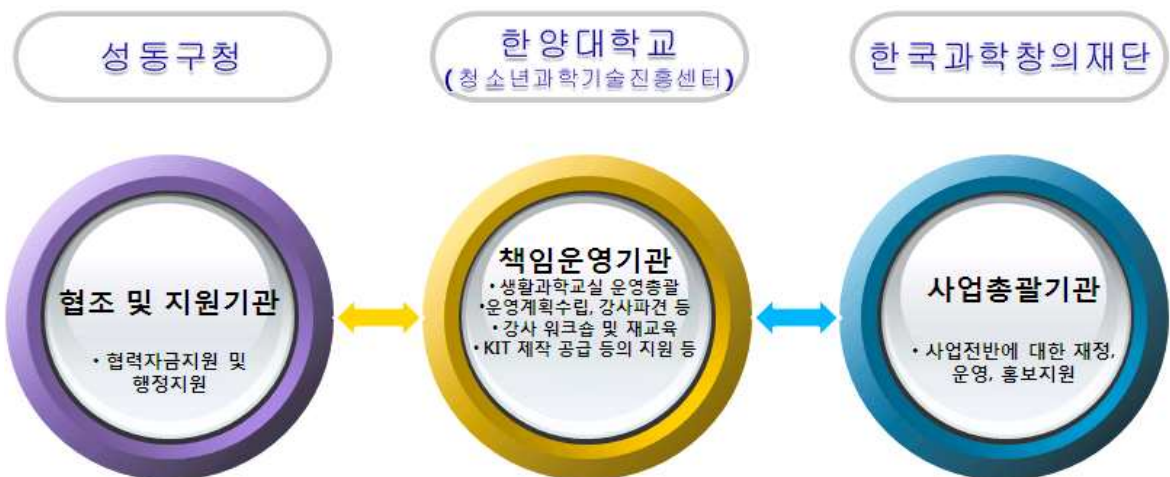 성동구청
한양대학교
(청소년과학기술진흥센터)
한국과학창의재단
협조 및 지원기관
• 협력자금지원 및
행정지원
책임운영기관
• 생활과학교실 운영총괄
•운영계획수립, 강사파견 등
• 강사 워크숍 및 재교육
• KIT 제작 공급 등의 지원 등
사업총괄기관
• 사업전반에 대한 재정,
운영, 홍보지원